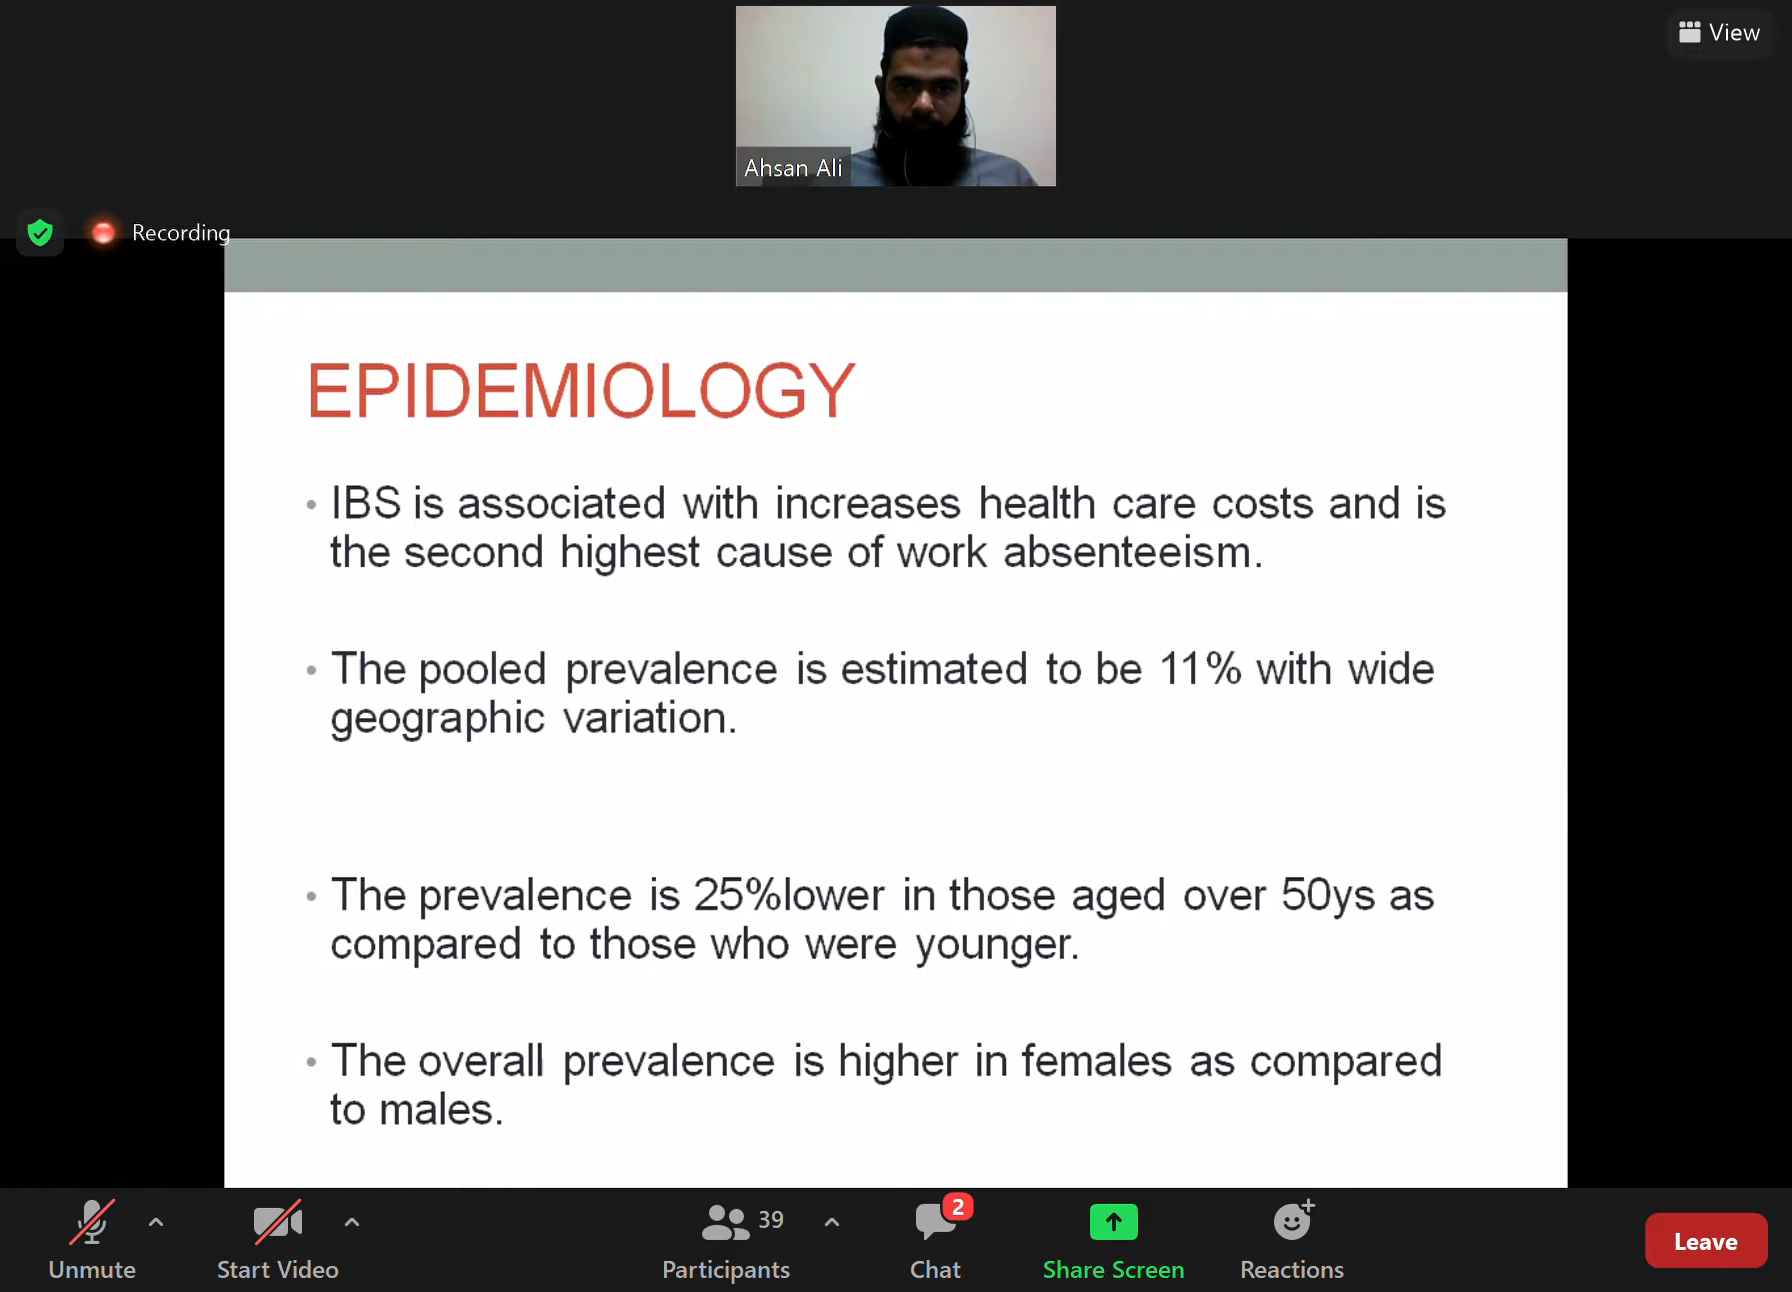 View
Ahsan Ali
Recording
EPIDEMIOLOGY
• IBS is associated with increases health care costs and is
the second highest cause of work absenteeism.
• The pooled prevalence is estimated to be 11% with wide
geographic variation.
• The prevalence is 25%lower in those aged over 50ys as
compared to those who were younger.
• The overall prevalence is higher in females as compared
to males.
39
2
Unmute
Start Video
Participants
Chat
Share Screen
Reactions
Leave